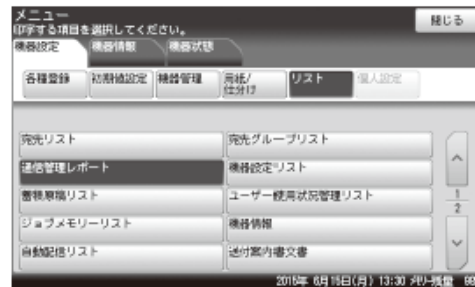 メニュー
印字する項目を選択してください。
閉じる
機器設定 機器情報 機器状態
各種登録 初期値設定 機器管理 用紙/仕分け リスト 個人設定
宛先リスト 宛先グループリスト
通信管理レポート 機器設定リスト
蓄積原稿リスト ユーザー使用状況管理リスト
ジョブメモリーリスト 機器情報
1
2
自動配信リスト 送付案内書文書
2015年 6月15日(月) 13:30 メモリー残量 98